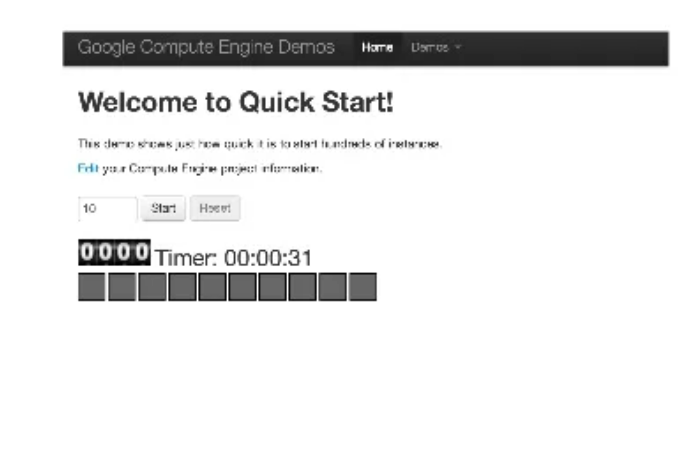 Google Compute Engine Demos Home Demos
Welcome to Quick Start!
This demo shows just how quick it is to start hundreds of instances.
Edit your Compute Engine project information.
10 Start Reset
0000 Timer: 00:00:31